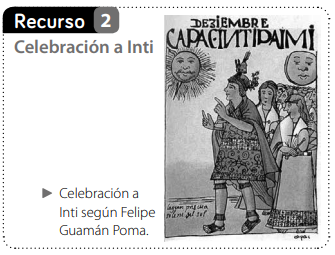 Recurso 2
Celebración a Inti
DEZIEMBRE
CAPACINTIRAIMI
▶ Celebración a
Inti según Felipe
Guamán Poma.